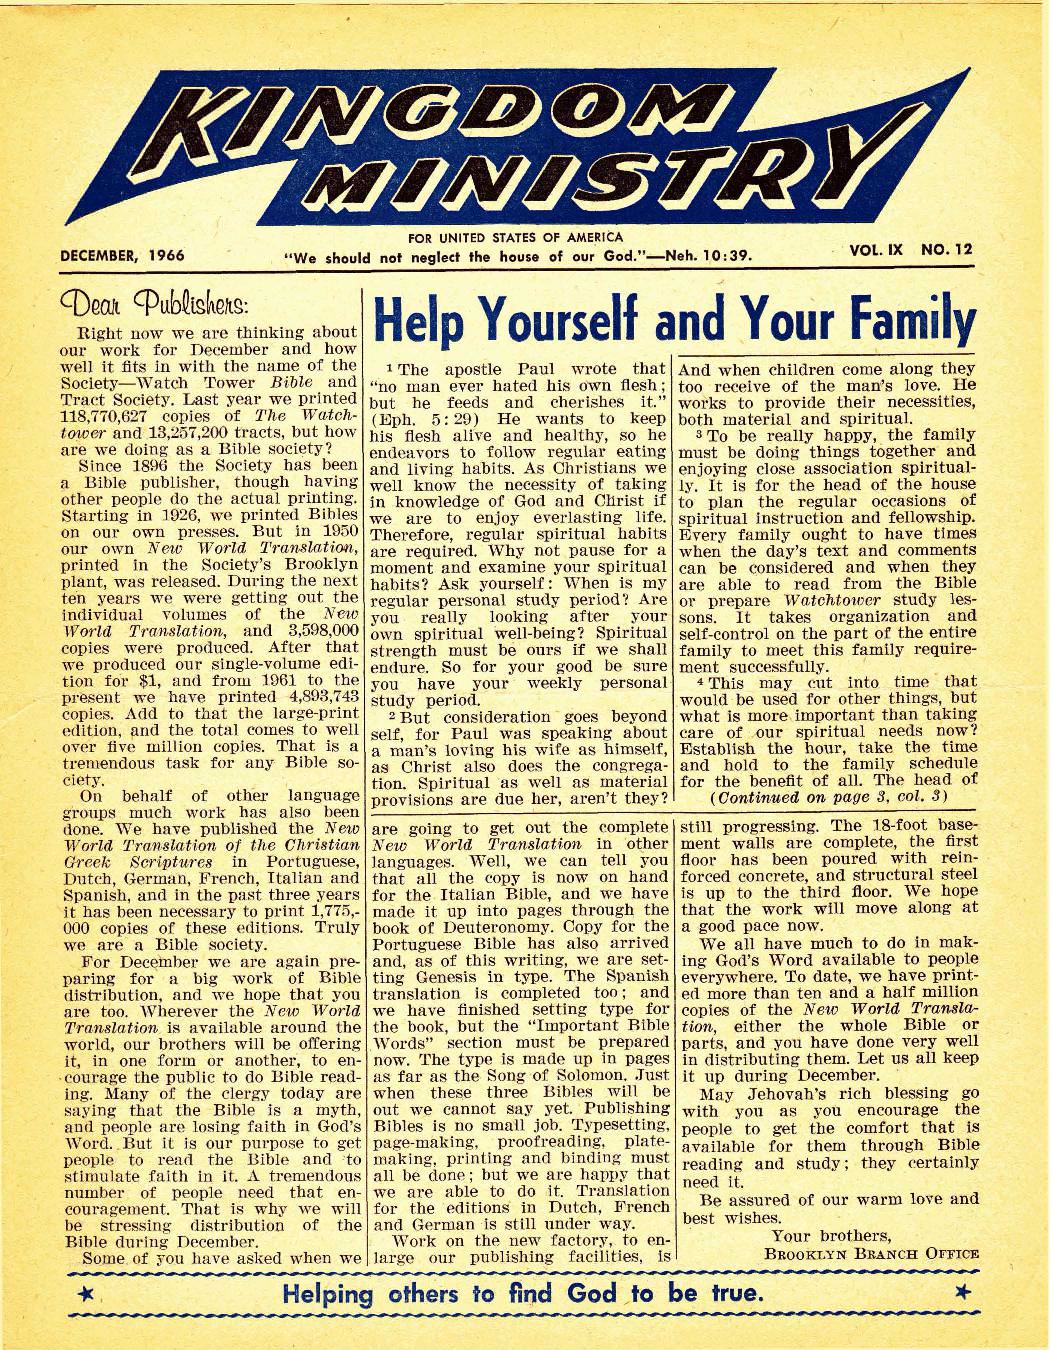 KINGDOM
MINISTRY
FOR UNITED STATES OF AMERICA
DECEMBER, 1966
"We should not neglect the house of our God."—Neh. 10:39.
VOL. IX NO. 12
Dear Publishers:
Right now we are thinking about
our work for December and how
well it fits in with the name of the
Society—Watch Tower Bible and
Tract Society. Last year we printed
118,770,627 copies of The Watch-
tower and 13,257,200 tracts, but how
are we doing as a Bible society?
Since 1896 the Society has been
a Bible publisher, though having
other people do the actual printing.
Starting in 1926, we printed Bibles
on our own presses. But in 1950
our own New World Translation,
printed in the Society's Brooklyn
plant, was released. During the next
ten years we were getting out the
individual volumes of the New
World Translation, and 3,598,000
copies were produced. After that
we produced our single-volume edi-
tion for $1, and from 1961 to the
present we have printed 4,893,743
copies. Add to that the large-print
edition, and the total comes to well
over five million copies. That is a
tremendous task for any Bible so-
ciety.
On behalf of other language
groups much work has also been
done. We have published the New
World Translation of the Christian
Greek Scriptures in Portuguese,
Dutch, German, French, Italian and
Spanish, and in the past three years
it has been necessary to print 1,775,-
000 copies of these editions. Truly
we are a Bible society.
For December we are again pre-
paring for a big work of Bible
distribution, and we hope that you
are too. Wherever the New World
Translation is available around the
world, our brothers will be offering
it, in one form or another, to en-
courage the public to do Bible read-
ing. Many of the clergy today are
saying that the Bible is a myth,
and people are losing faith in God's
Word. But it is our purpose to get
people to read the Bible and to
stimulate faith in it. A tremendous
number of people need that en-
couragement. That is why we will
be stressing distribution of the
Bible during December.
Some of you have asked when we
Help Yourself and Your Family
1 The apostle Paul wrote that
"no man ever hated his own flesh;
but he feeds and cherishes it."
(Eph. 5:29) He wants to keep
his flesh alive and healthy, so he
endeavors to follow regular eating
and living habits. As Christians we
well know the necessity of taking
in knowledge of God and Christ if
we are to enjoy everlasting life.
Therefore, regular spiritual habits
are required. Why not pause for a
moment and examine your spiritual
habits? Ask yourself: When is my
regular personal study period? Are
you really looking after your
own spiritual well-being? Spiritual
strength must be ours if we shall
endure. So for your good be sure
you have your weekly personal
study period.
2 But consideration goes beyond
self, for Paul was speaking about
a man's loving his wife as himself,
as Christ also does the congrega-
tion. Spiritual as well as material
provisions are due her, aren't they?
And when children come along they
too receive of the man's love. He
works to provide their necessities,
both material and spiritual.
3 To be really happy, the family
must be doing things together and
enjoying close association spiritual-
ly. It is for the head of the house
to plan the regular occasions of
spiritual instruction and fellowship.
Every family ought to have times
when the day's text and comments
can be considered and when they
are able to read from the Bible
or prepare Watchtower study les-
sons. It takes organization and
self-control on the part of the entire
family to meet this family require-
ment successfully.
4 This may cut into time that
would be used for other things, but
what is more important than taking
care of our spiritual needs now?
Establish the hour, take the time
and hold to the family schedule
for the benefit of all. The head of
(Continued on page 3, col. 3)
are going to get out the complete
New World Translation in other
languages. Well, we can tell you
that all the copy is now on hand
for the Italian Bible, and we have
made it up into pages through the
book of Deuteronomy. Copy for the
Portuguese Bible has also arrived
and, as of this writing, we are set-
ting Genesis in type. The Spanish
translation is completed too; and
we have finished setting type for
the book, but the "Important Bible
Words" section must be prepared
now. The type is made up in pages
as far as the Song of Solomon. Just
when these three Bibles will be
out we cannot say yet. Publishing
Bibles is no small job. Typesetting,
page-making, proofreading, plate-
making, printing and binding must
all be done; but we are happy that
we are able to do it. Translation
for the editions in Dutch, French
and German is still under way.
Work on the new factory, to en-
large our publishing facilities, is
still progressing. The 18-foot base-
ment walls are complete, the first
floor has been poured with rein-
forced concrete, and structural steel
is up to the third floor. We hope
that the work will move along at
a good pace now.
We all have much to do in mak-
ing God's Word available to people
everywhere. To date, we have print-
ed more than ten and a half million
copies of the New World Transla-
tion, either the whole Bible or
parts, and you have done very well
in distributing them. Let us all keep
it up during December.
May Jehovah's rich blessing go
with you as you encourage the
people to get the comfort that is
available for them through Bible
reading and study; they certainly
need it.
Be assured of our warm love and
best wishes.
Your brothers,
BROOKLYN BRANCH OFFICE
Helping others to find God to be true.